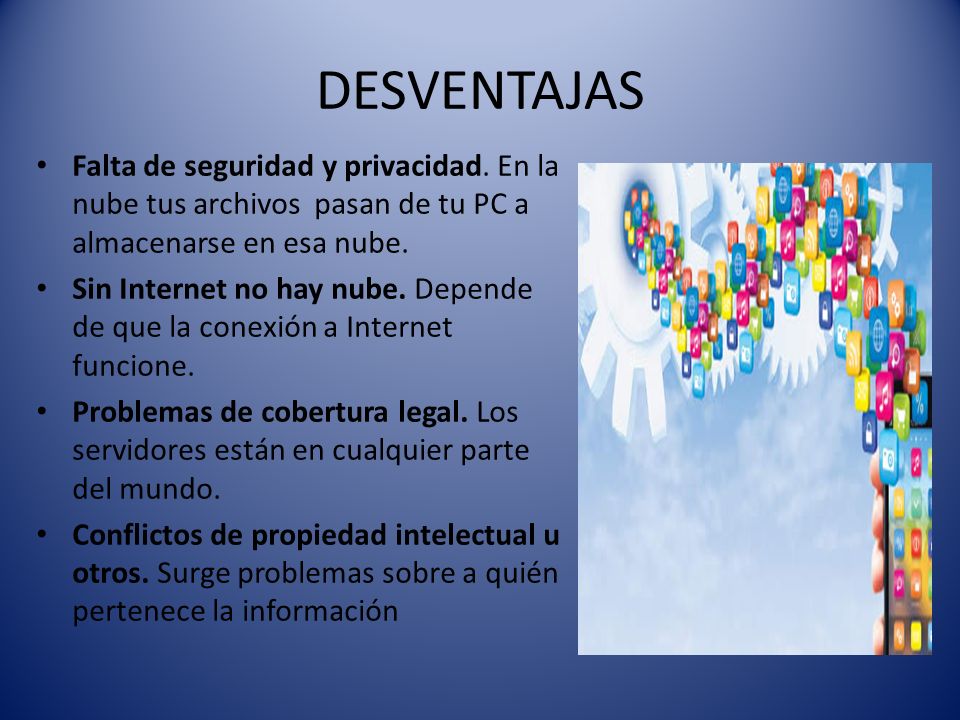 DESVENTAJAS
• Falta de seguridad y privacidad. En la
nube tus archivos  pasan de tu PC a
almacenarse en esa nube.
• Sin Internet no hay nube. Depende
de que la conexión a Internet
funcione.
• Problemas de cobertura legal. Los
servidores están en cualquier parte
del mundo.
• Conflictos de propiedad intelectual u
otros. Surge problemas sobre a quién
pertenece la información